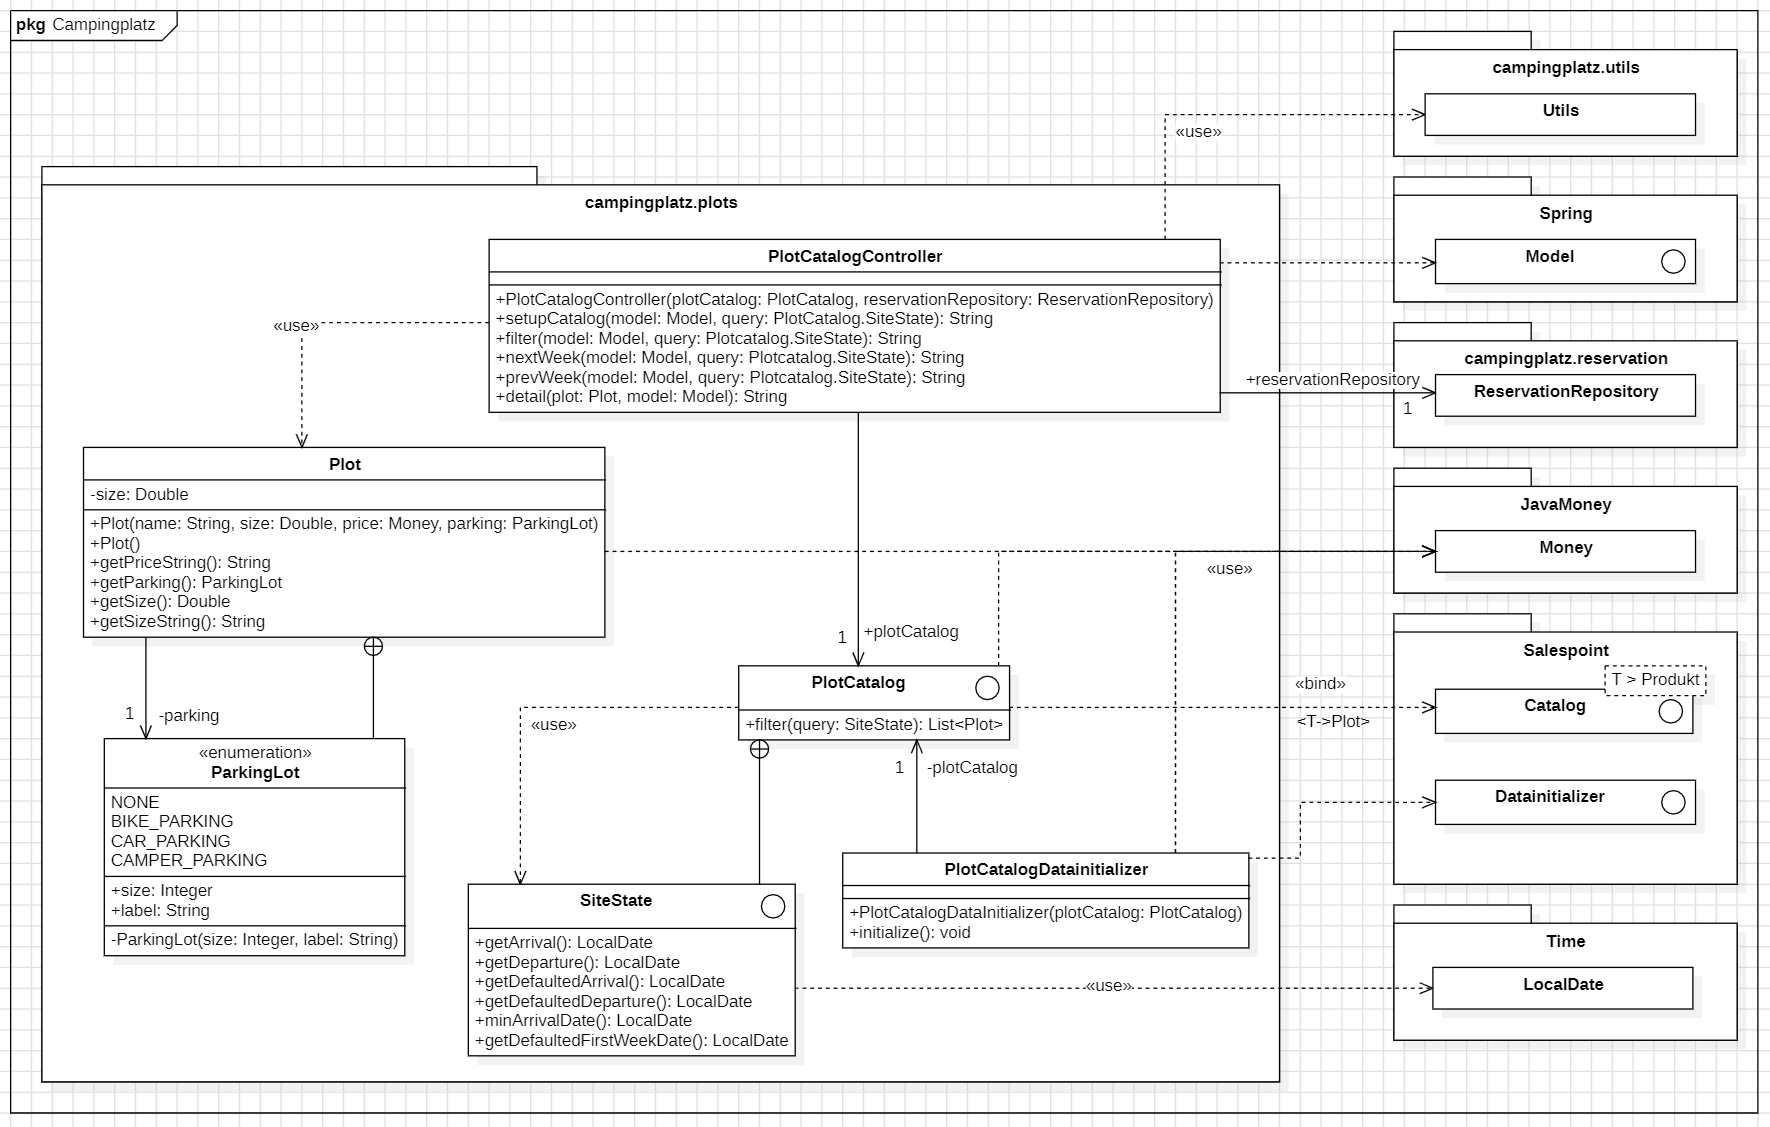 pkg Campingplatz
campingplatz.utils
Utils
«use»
Spring
Model
campingplatz.plots
PlotCatalogController
+PlotCatalogController(plotCatalog: PlotCatalog, reservationRepository: ReservationRepository)
+setupCatalog(model: Model, query: PlotCatalog.SiteState): String
+filter(model: Model, query: Plotcatalog.SiteState): String
+nextWeek(model: Model, query: Plotcatalog.SiteState): String
+prevWeek(model: Model, query: Plotcatalog.SiteState): String
+detail(plot: Plot, model: Model): String
«use»
campingplatz.reservation
ReservationRepository
+reservationRepository
1
Plot
-size: Double
+Plot(name: String, size: Double, price: Money, parking: ParkingLot)
+Plot()
+getPriceString(): String
+getParking(): ParkingLot
+getSize(): Double
+getSizeString(): String
JavaMoney
Money
«use»
1
+plotCatalog
Salespoint
T > Produkt
Catalog
Datainitializer
«bind»
<T->Plot>
PlotCatalog
+filter(query: SiteState): List<Plot>
«use»
1
-parking
1
-plotCatalog
«enumeration»
ParkingLot
NONE
BIKE_PARKING
CAR_PARKING
CAMPER_PARKING
+size: Integer
+label: String
-ParkingLot(size: Integer, label: String)
PlotCatalogDatainitializer
+PlotCatalogDataInitializer(plotCatalog: PlotCatalog)
+initialize(): void
SiteState
+getArrival(): LocalDate
+getDeparture(): LocalDate
+getDefaultedArrival(): LocalDate
+getDefaultedDeparture(): LocalDate
+minArrivalDate(): LocalDate
+getDefaultedFirstWeekDate(): LocalDate
«use»
Time
LocalDate